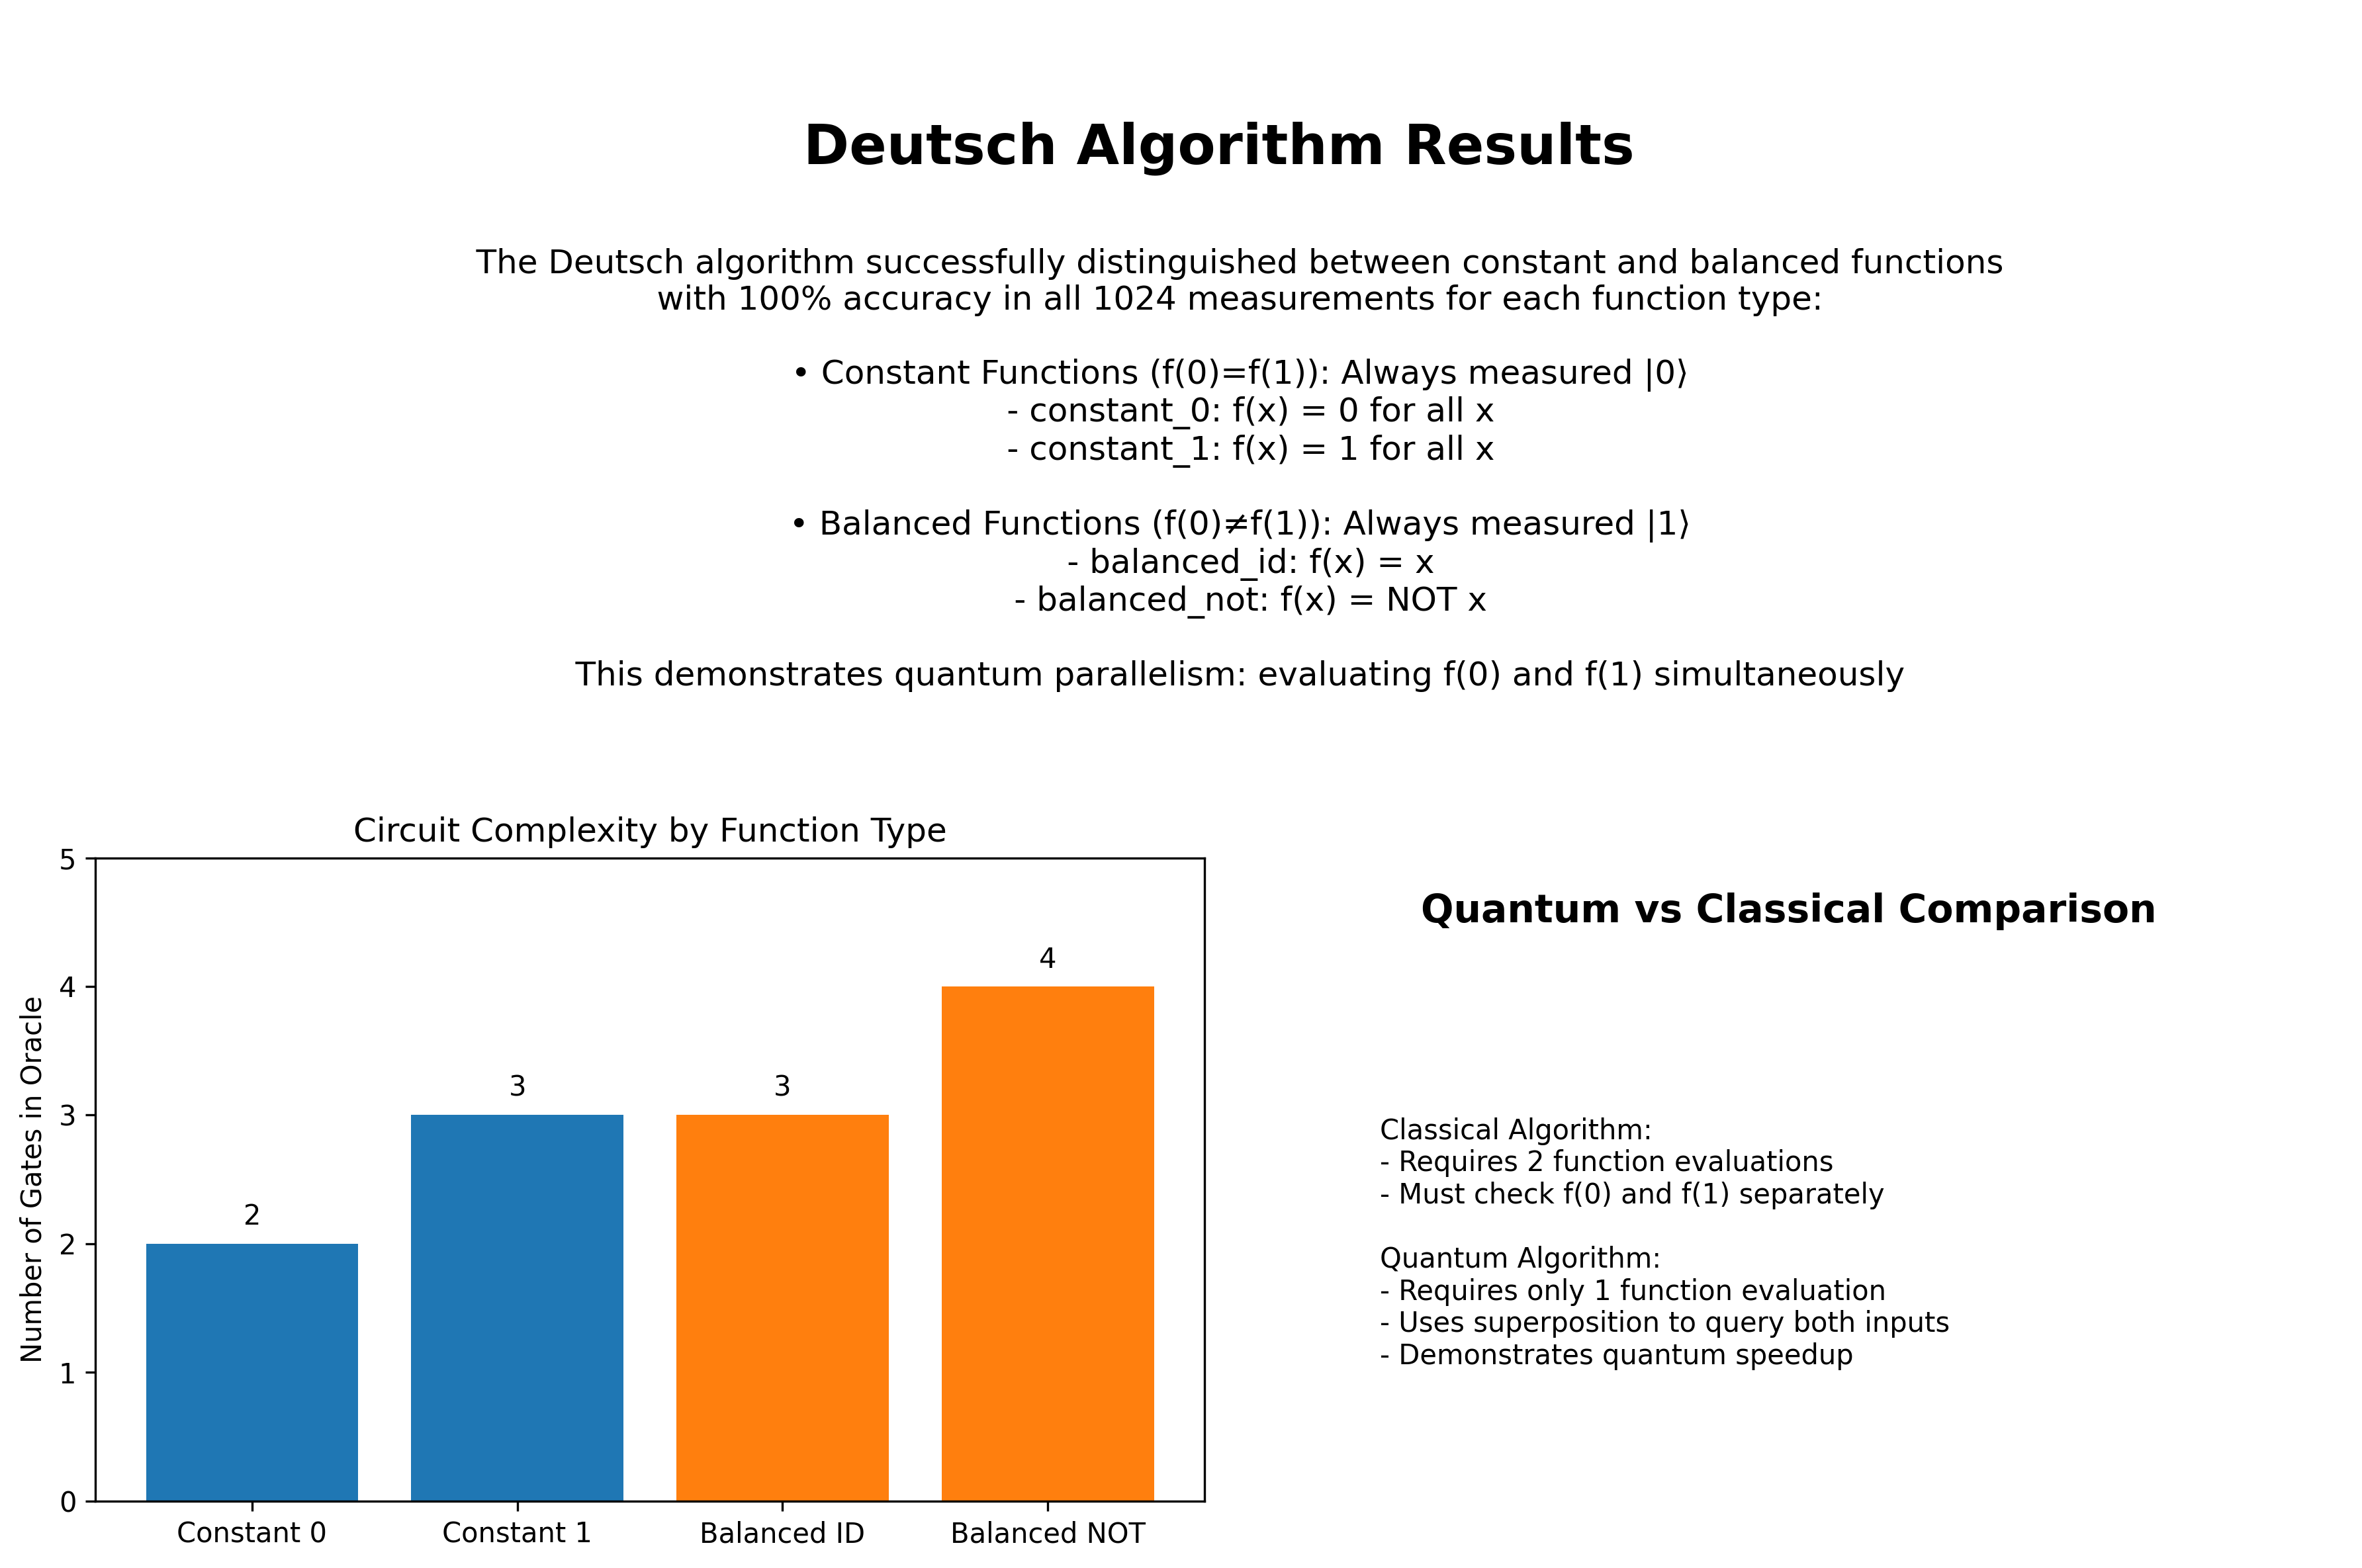 Deutsch Algorithm Results
The Deutsch algorithm successfully distinguished between constant and balanced functions
with 100% accuracy in all 1024 measurements for each function type:
• Constant Functions (f(0)=f(1)): Always measured |0⟩
- constant_0: f(x) = 0 for all x
- constant_1: f(x) = 1 for all x
• Balanced Functions (f(0)≠f(1)): Always measured |1⟩
- balanced_id: f(x) = x
- balanced_not: f(x) = NOT x
This demonstrates quantum parallelism: evaluating f(0) and f(1) simultaneously
Circuit Complexity by Function Type
Number of Gates in Oracle
5
4
3
2
1
0
2
3
3
4
Constant 0
Constant 1
Balanced ID
Balanced NOT
Quantum vs Classical Comparison
Classical Algorithm:
- Requires 2 function evaluations
- Must check f(0) and f(1) separately
Quantum Algorithm:
- Requires only 1 function evaluation
- Uses superposition to query both inputs
- Demonstrates quantum speedup